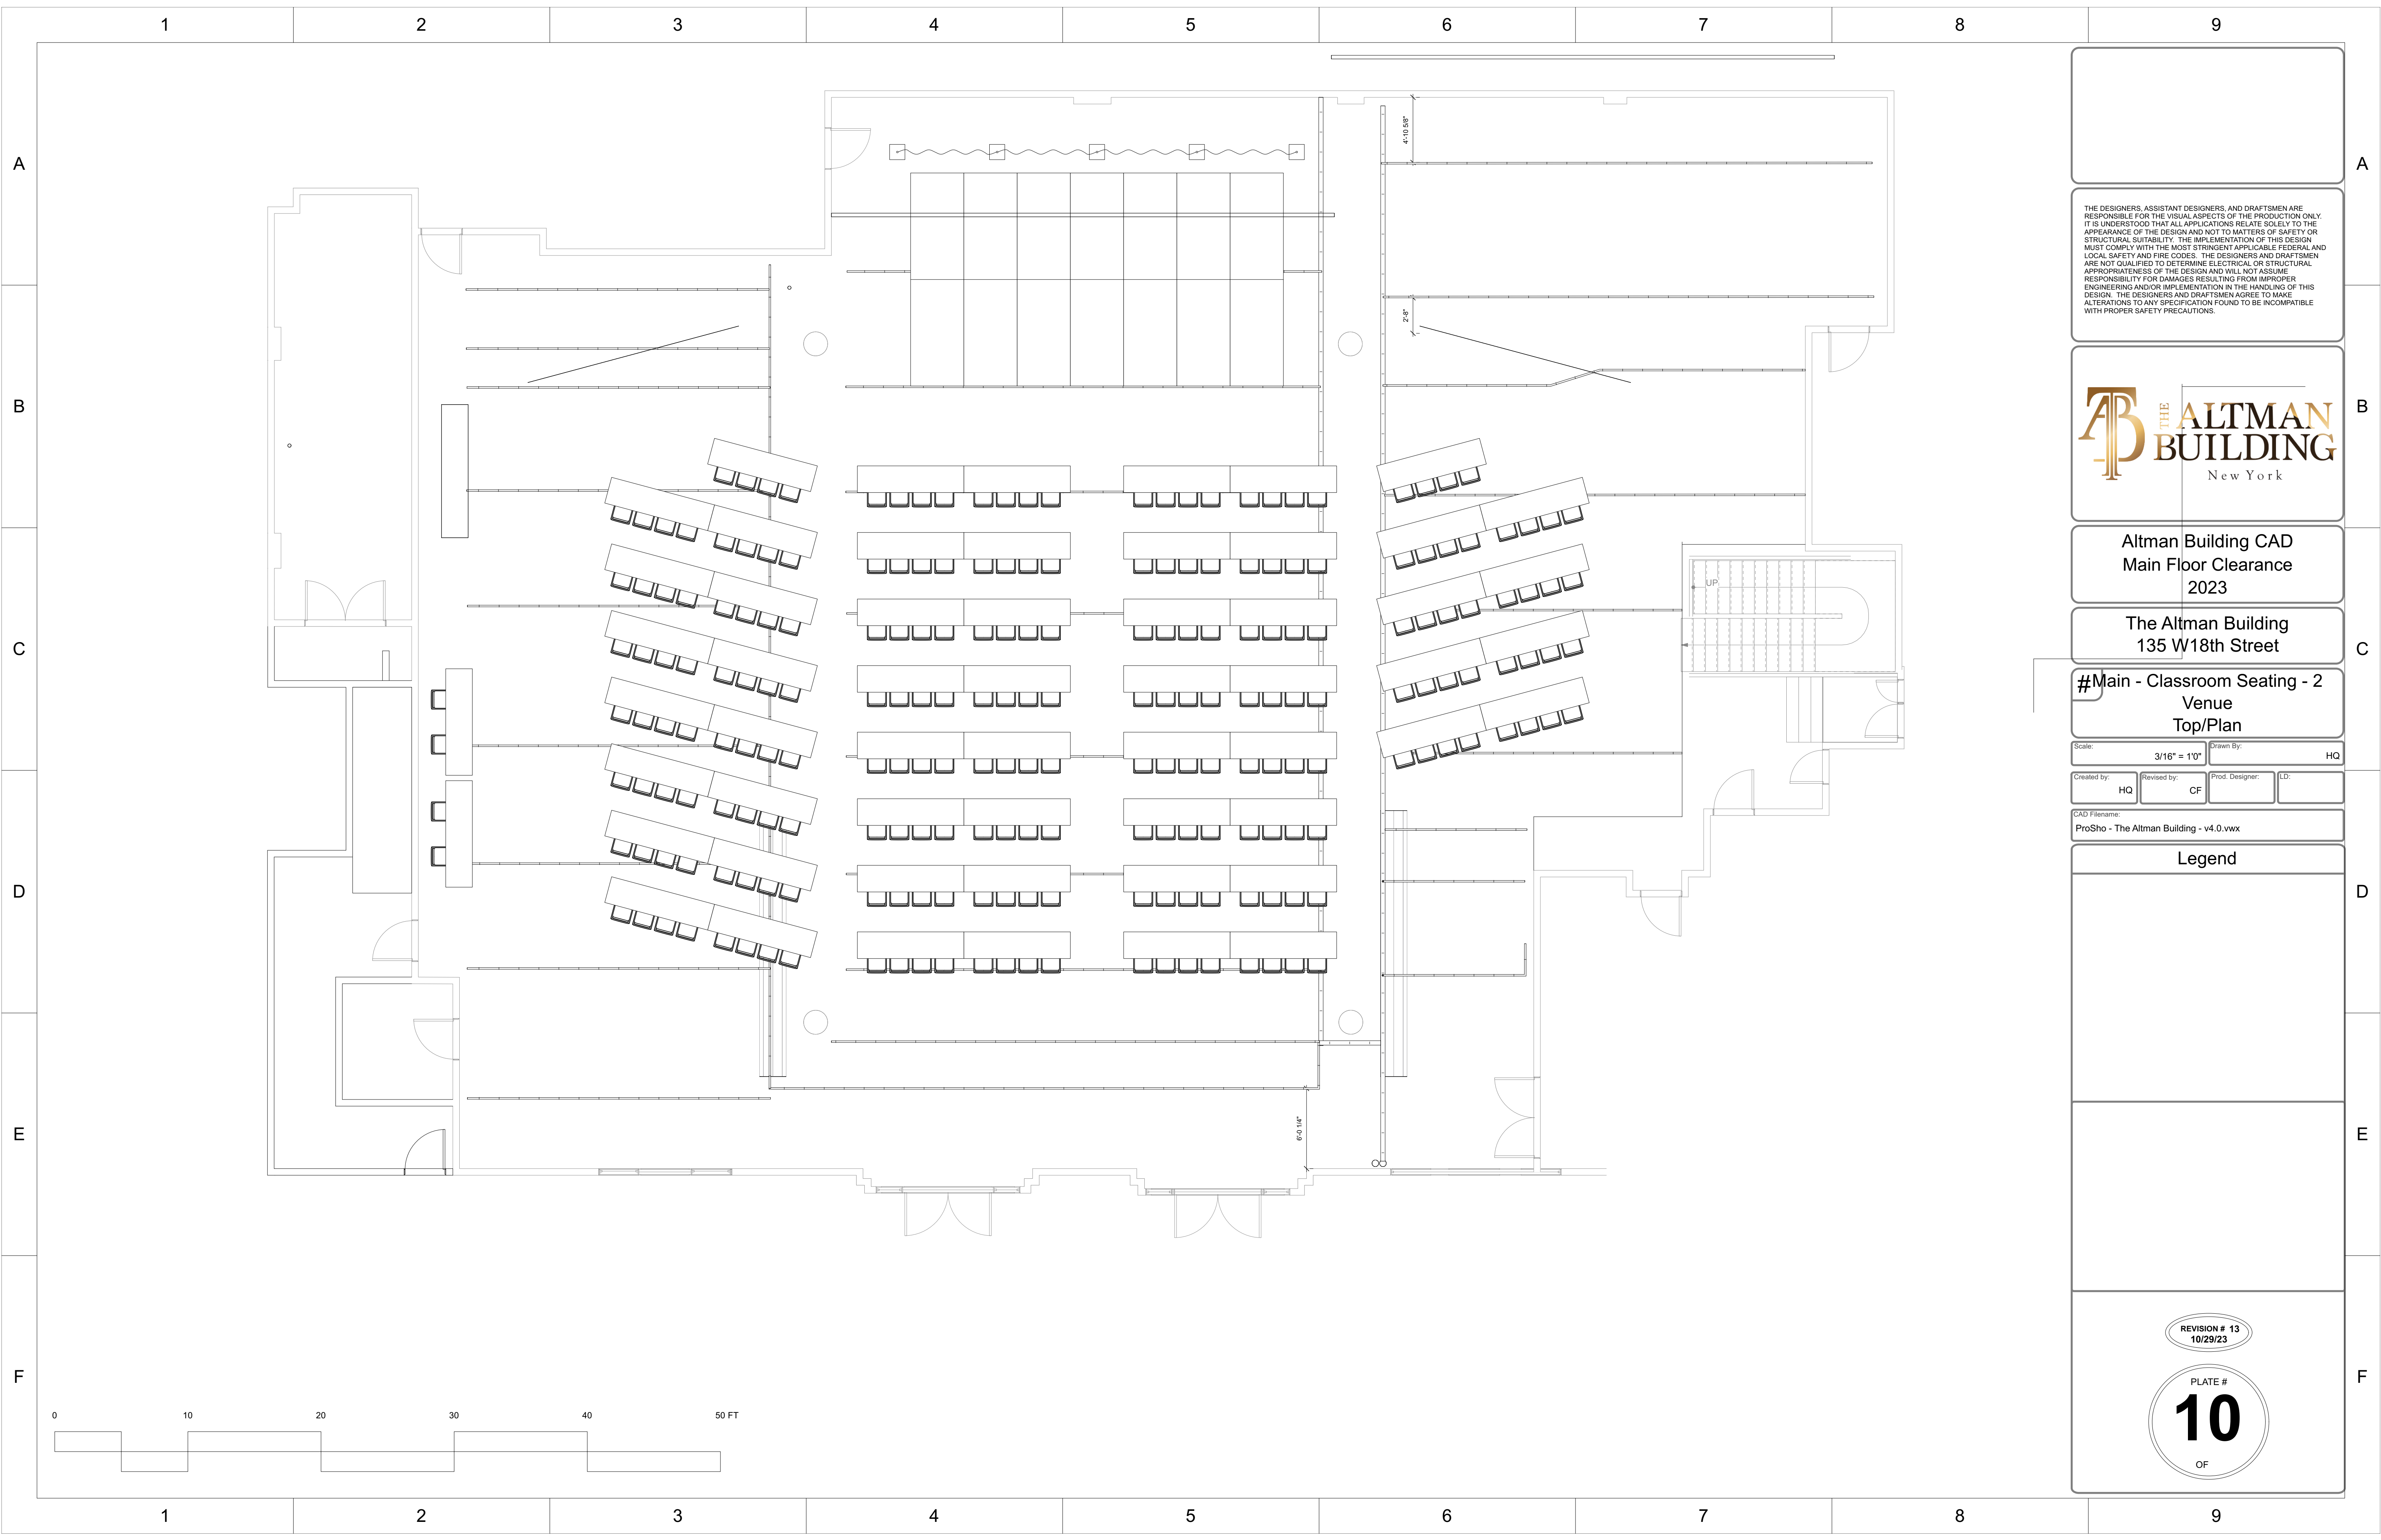 1 2 3 4 5 6 7 8 9
A A
B B
C C
D D
E E
F F
4'-10 5/8"
2'-8"
UP
6'-0 1/4"
0 10 20 30 40 50 FT
THE DESIGNERS, ASSISTANT DESIGNERS, AND DRAFTSMEN ARE
RESPONSIBLE FOR THE VISUAL ASPECTS OF THE PRODUCTION ONLY.
IT IS UNDERSTOOD THAT ALL APPLICATIONS RELATE SOLELY TO THE
APPEARANCE OF THE DESIGN AND NOT TO MATTERS OF SAFETY OR
STRUCTURAL SUITABILITY. THE IMPLEMENTATION OF THIS DESIGN
MUST COMPLY WITH THE MOST STRINGENT APPLICABLE FEDERAL AND
LOCAL SAFETY AND FIRE CODES. THE DESIGNERS AND DRAFTSMEN
ARE NOT QUALIFIED TO DETERMINE ELECTRICAL OR STRUCTURAL
APPROPRIATENESS OF THE DESIGN AND WILL NOT ASSUME
RESPONSIBILITY FOR DAMAGES RESULTING FROM IMPROPER
ENGINEERING AND/OR IMPLEMENTATION IN THE HANDLING OF THIS
DESIGN. THE DESIGNERS AND DRAFTSMEN AGREE TO MAKE
ALTERATIONS TO ANY SPECIFICATION FOUND TO BE INCOMPATIBLE
WITH PROPER SAFETY PRECAUTIONS.
THE ALTMAN
BUILDING
New York
Altman Building CAD
Main Floor Clearance
2023
The Altman Building
135 W18th Street
# Main - Classroom Seating - 2
Venue
Top/Plan
Scale: 3/16" = 1'0"
Drawn By: HQ
Created by: HQ
Revised by: CF
Prod. Designer:
LD:
CAD Filename:
ProSho - The Altman Building - v4.0.vwx
Legend
REVISION # 13
10/29/23
PLATE #
10
OF
1 2 3 4 5 6 7 8 9